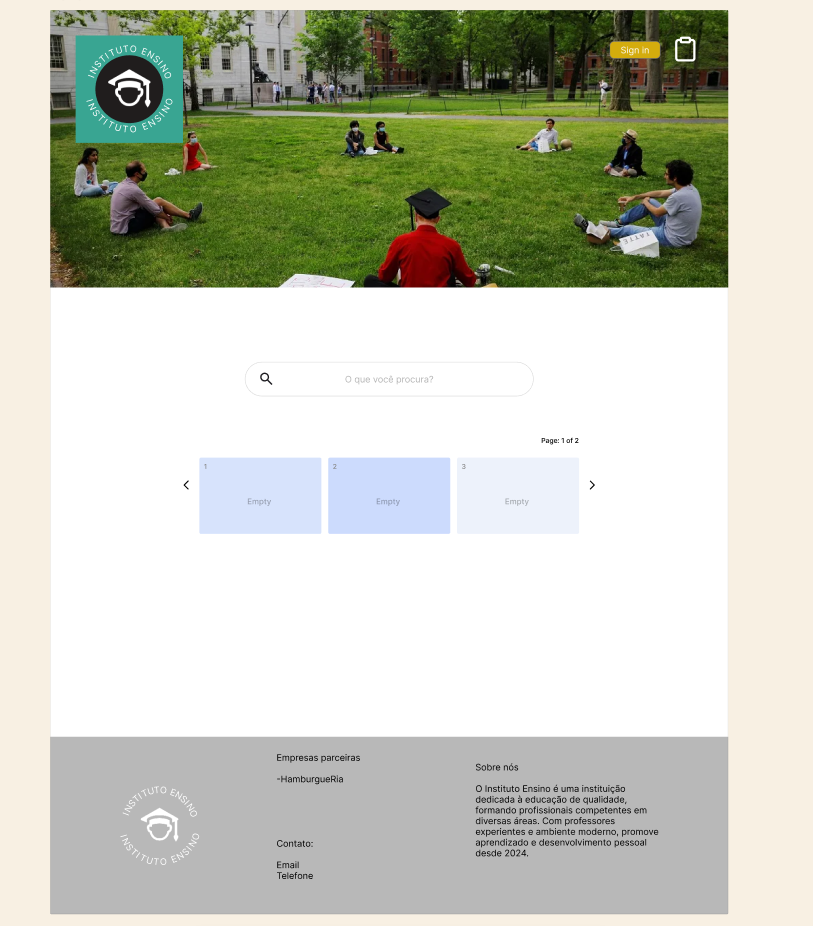 INSTITUTO ENSINO
INSTITUTO ENSINO
Sign in
TATTE
O que você procura?
Page: 1 of 2
1
Empty
2
Empty
3
Empty
INSTITUTO ENSINO
INSTITUTO ENSINO
Empresas parceiras
-HamburgueRia
Contato:
Email
Telefone
Sobre nós
O Instituto Ensino é uma instituição
dedicada à educação de qualidade,
formando profissionais competentes em
diversas áreas. Com professores
experientes e ambiente moderno, promove
aprendizado e desenvolvimento pessoal
desde 2024.